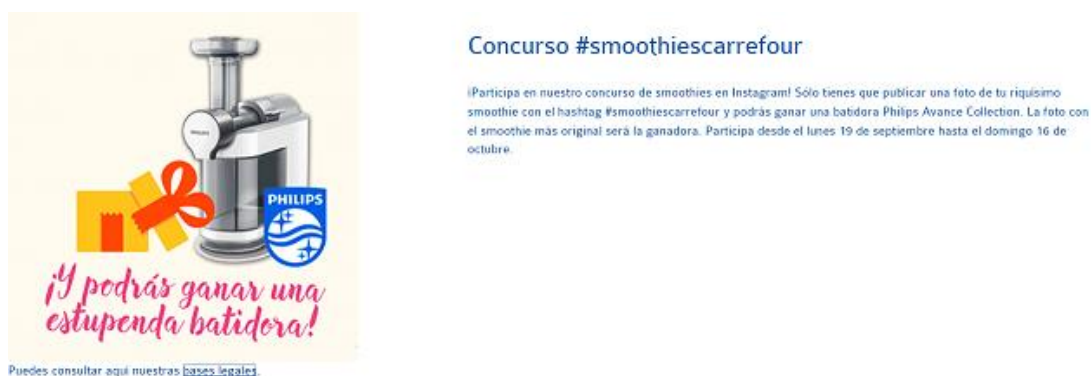 Concurso #smoothiescarrefour
¡Participa en nuestro concurso de smoothies en Instagram! Sólo tienes que publicar una foto de tu riquísimo
smoothie con el hashtag #smoothiescarrefour y podrás ganar una batidora Philips Avance Collection. La foto con
el smoothie más original será la ganadora. Participa desde el lunes 19 de septiembre hasta el domingo 16 de
octubre.
PHILIPS
PHILIPS
¡Y podrás ganar una
estupenda batidora!
Puedes consultar aquí nuestras bases legales.